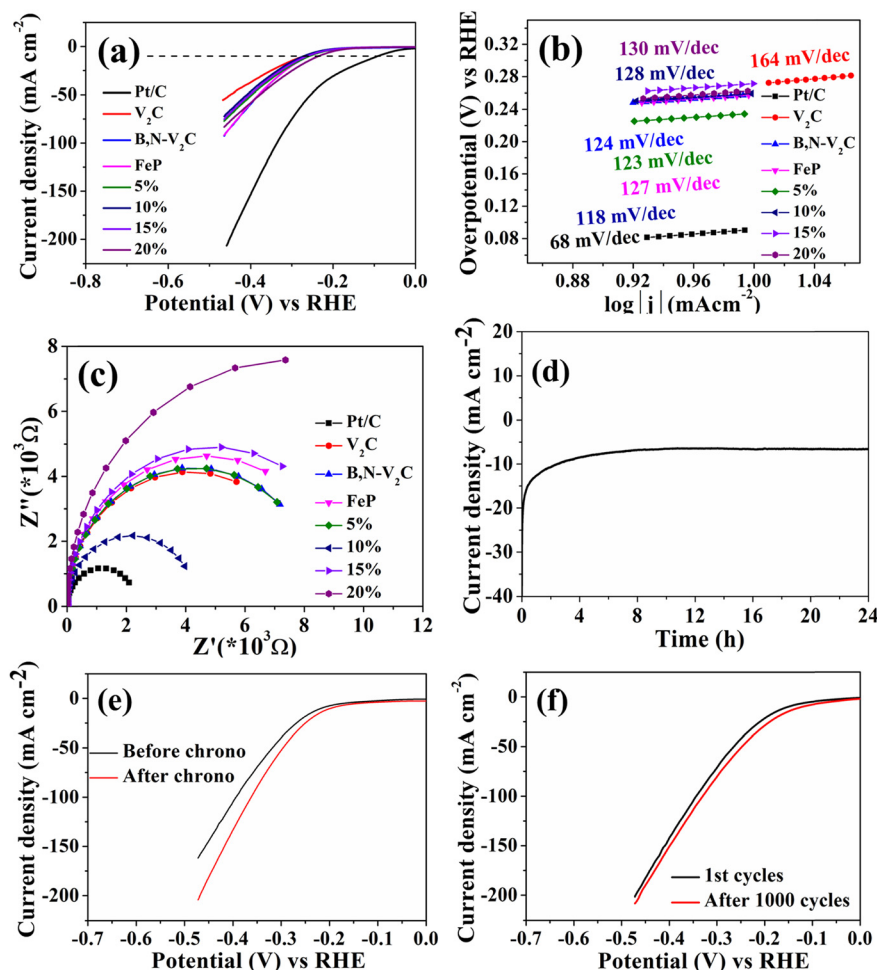 (a)
Current density (mA cm⁻²)
0
-50
-100
-150
-200
Pt/C
V₂C
B,N-V₂C
FeP
5%
10%
15%
20%
-0.8 -0.6 -0.4 -0.2 0.0
Potential (V) vs RHE
(b)
Overpotential (V) vs RHE
0.32
0.28
0.24
0.20
0.16
0.12
0.08
130 mV/dec
128 mV/dec
164 mV/dec
124 mV/dec
123 mV/dec
127 mV/dec
118 mV/dec
68 mV/dec
Pt/C
V₂C
B,N-V₂C
FeP
5%
10%
15%
20%
0.88 0.92 0.96 1.00 1.04
log|j| (mAcm⁻²)
(c)
Z''(*10³Ω)
8
6
4
2
0
Pt/C
V₂C
B,N-V₂C
FeP
5%
10%
15%
20%
0 2 4 6 8 10 12
Z'(*10³Ω)
(d)
Current density (mA cm⁻²)
20
10
0
-10
-20
-30
-40
0 4 8 12 16 20 24
Time (h)
(e)
Current density (mA cm⁻²)
0
-50
-100
-150
-200
Before chrono
After chrono
-0.7 -0.6 -0.5 -0.4 -0.3 -0.2 -0.1 0.0
Potential (V) vs RHE
(f)
Current density (mA cm⁻²)
0
-50
-100
-150
-200
1st cycles
After 1000 cycles
-0.7 -0.6 -0.5 -0.4 -0.3 -0.2 -0.1 0.0
Potential (V) vs RHE